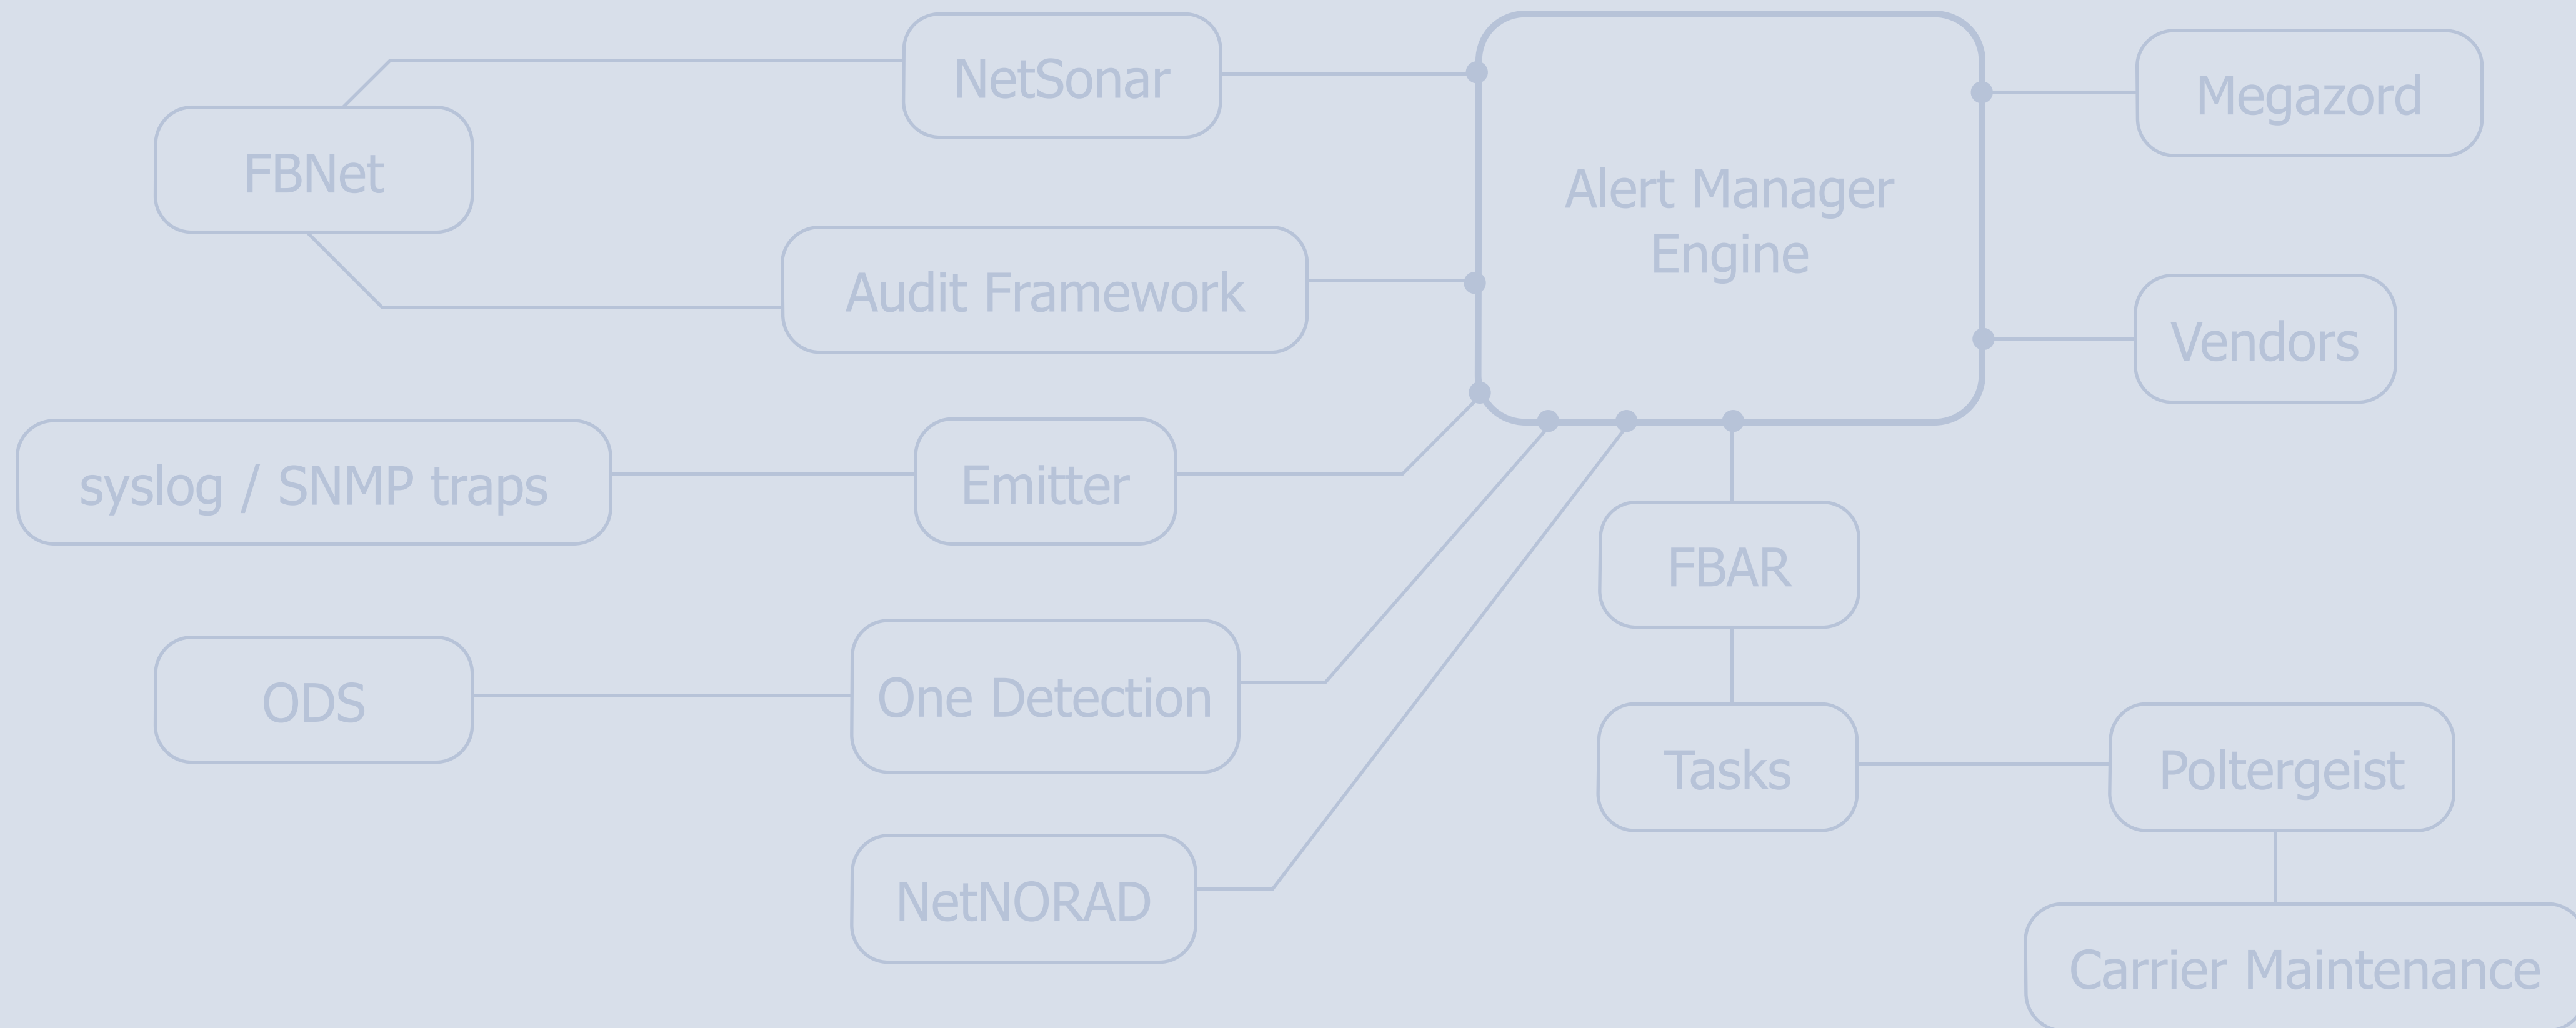 NetSonar
Megazord
FBNet
Alert Manager
Engine
Audit Framework
Vendors
syslog / SNMP traps
Emitter
FBAR
ODS
One Detection
Tasks
Poltergeist
NetNORAD
Carrier Maintenance